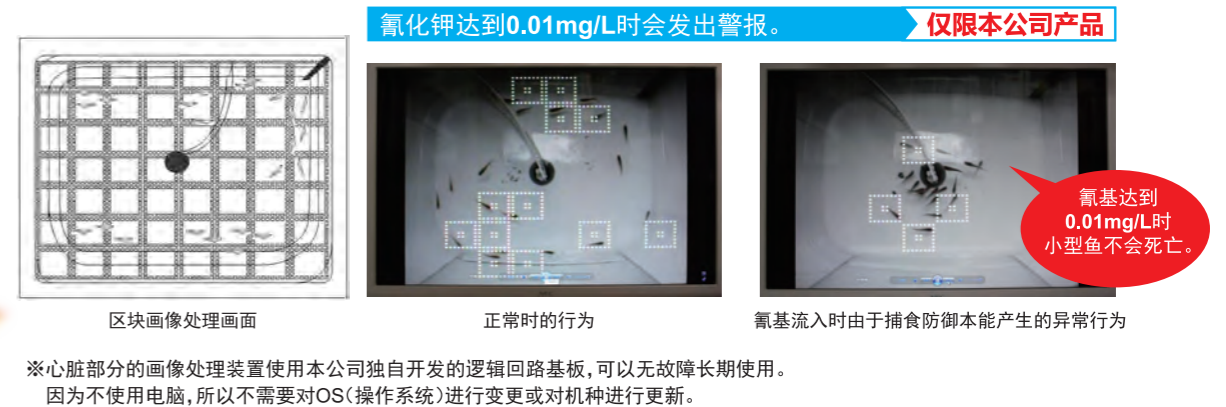 氰化钾达到0.01mg/L时会发出警报。 仅限本公司产品
氰基达到
0.01mg/L时
小型鱼不会死亡。
区块画像处理画面
正常时的行为
氰基流入时由于捕食防御本能产生的异常行为
※心脏部分的画像处理装置使用本公司独自开发的逻辑回路基板,可以无故障长期使用。
因为不使用电脑,所以不需要对OS(操作系统)进行变更或对机种进行更新。